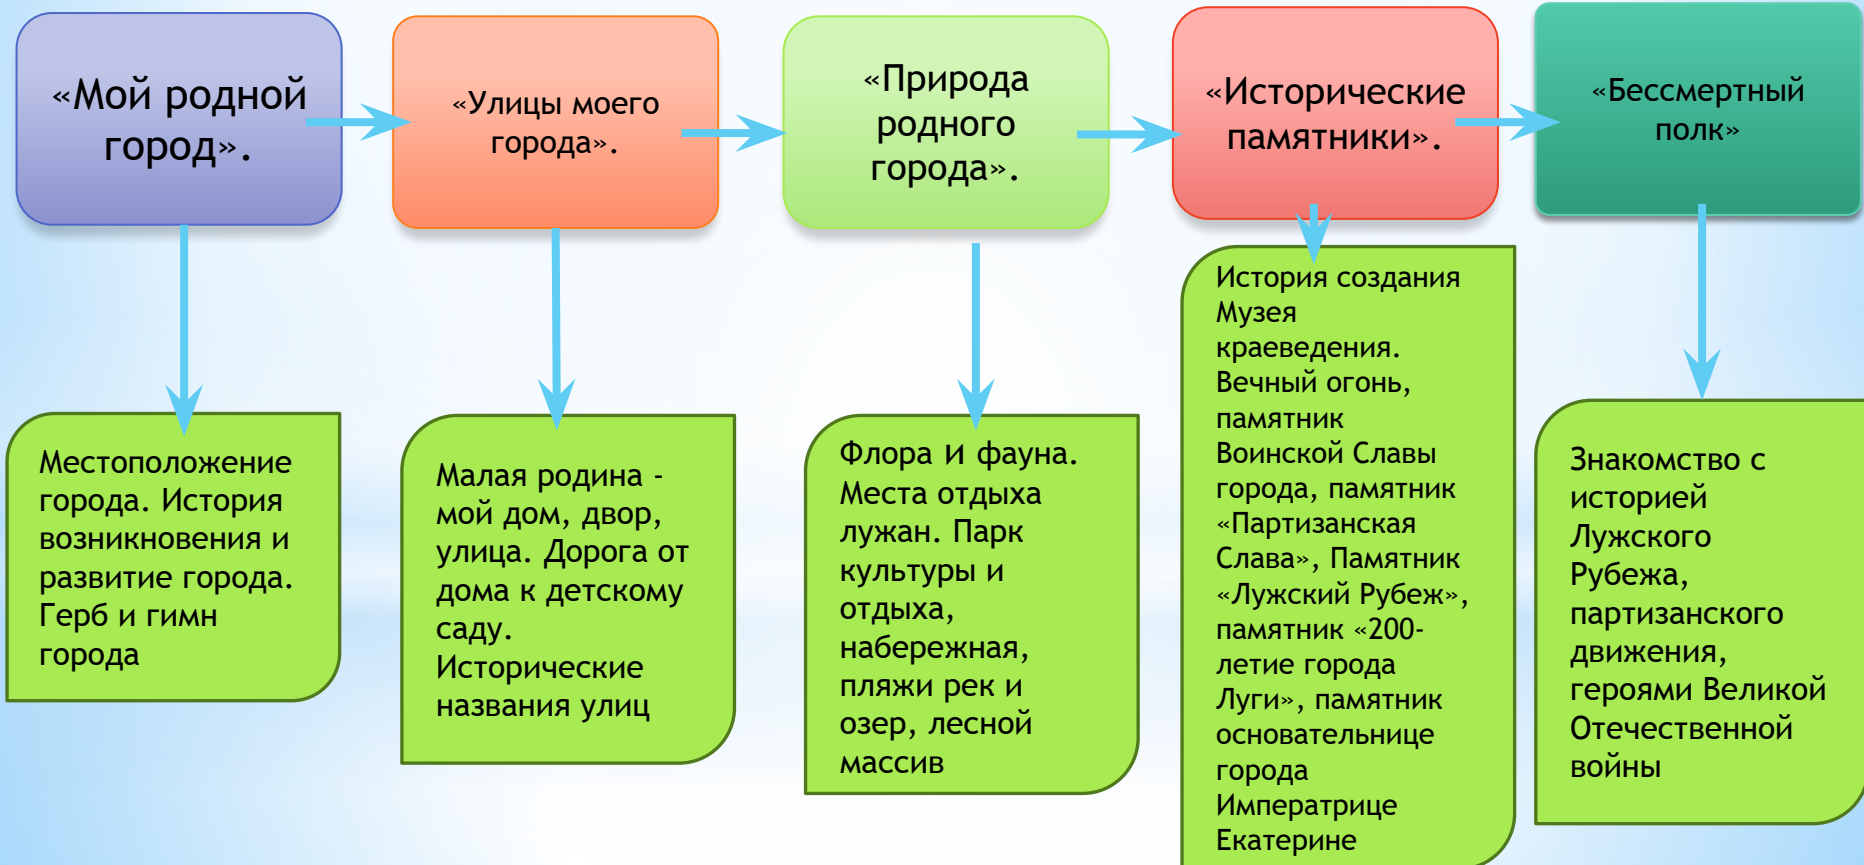 «Мой родной
город».
«Улицы моего
города».
«Природа
родного
города».
«Исторические
памятники».
«Бессмертный
полк»
Местоположение
города. История
возникновения и
развитие города.
Герб и гимн
города
Малая родина -
мой дом, двор,
улица. Дорога от
дома к детскому
саду.
Исторические
названия улиц
Флора и фауна.
Места отдыха
лужан. Парк
культуры и
отдыха,
набережная,
пляжи рек и
озер, лесной
массив
История создания
Музея
краеведения.
Вечный огонь,
памятник
Воинской Славы
города, памятник
«Партизанская
Слава», Памятник
«Лужский Рубеж»,
памятник «200-
летие города
Луги», памятник
основательнице
города
Императрице
Екатерине
Знакомство с
историей
Лужского
Рубежа,
партизанского
движения,
героями Великой
Отечественной
войны